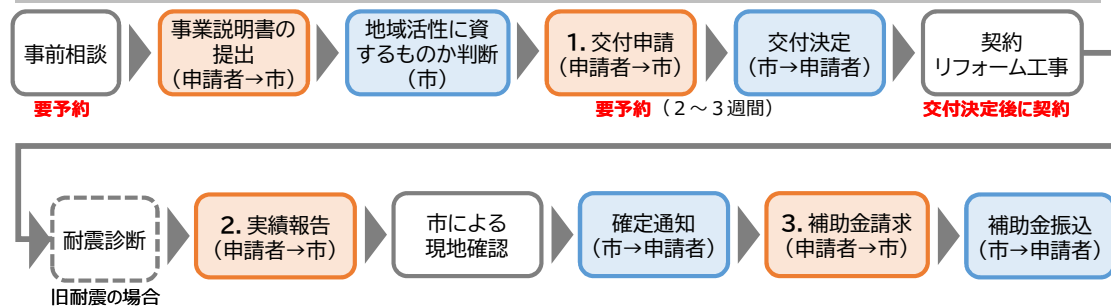 事前相談
要予約
事業説明書の
提出
（申請者→市）
地域活性に資
するものか判断
（市）
1. 交付申請
（申請者→市）
要予約（２～３週間）
交付決定
（市→申請者）
契約
リフォーム工事
交付決定後に契約
耐震診断
旧耐震の場合
2. 実績報告
（申請者→市）
市による
現地確認
確定通知
（市→申請者）
3. 補助金請求
（申請者→市）
補助金振込
（市→申請者）